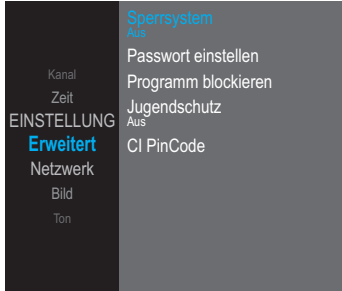 Kanal
Zeit
EINSTELLUNG
Erweitert
Netzwerk
Bild
Ton
Sperrsystem
Aus
Passwort einstellen
Programm blockieren
Jugendschutz
Aus
CI PinCode